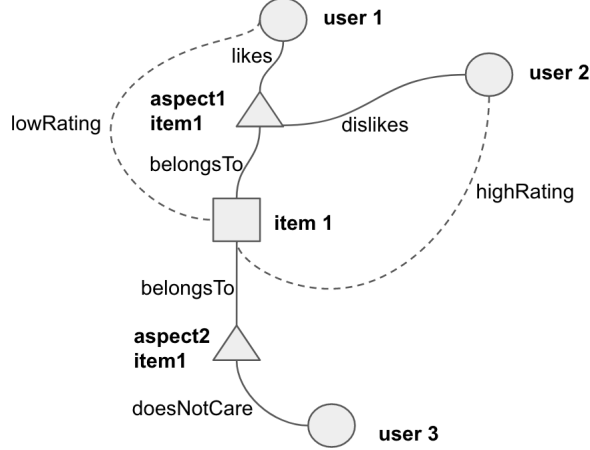 user 1
likes
user 2
aspect1
item1
lowRating
dislikes
belongsTo
highRating
item 1
belongsTo
aspect2
item1
doesNotCare
user 3